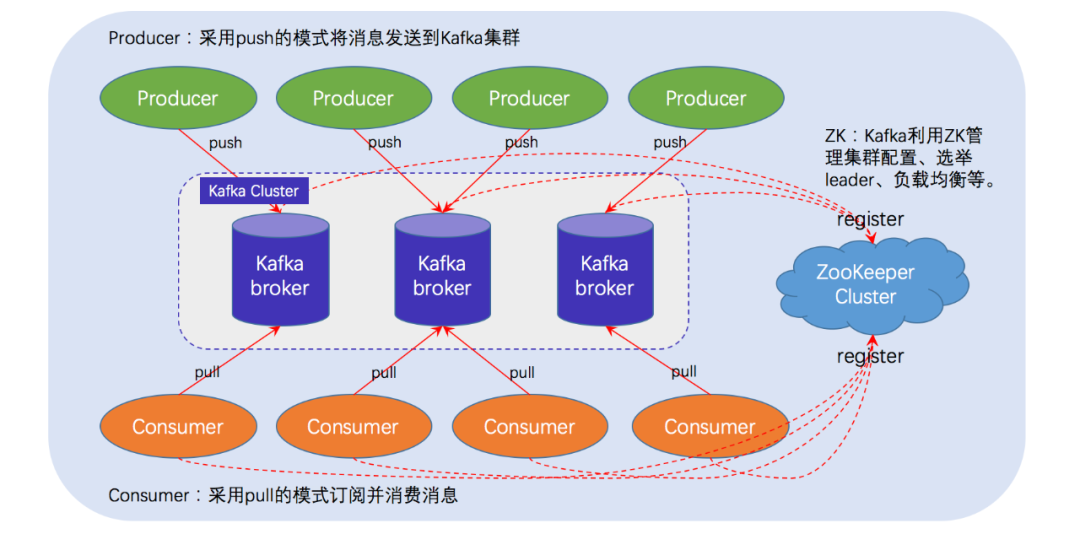 Producer：采用push的模式将消息发送到Kafka集群
Producer
Producer
Producer
Producer
push
push
push
push
ZK：Kafka利用ZK管
理集群配置、选举
leader、负载均衡等。
Kafka Cluster
register
Kafka
broker
Kafka
broker
Kafka
broker
ZooKeeper
Cluster
register
pull
pull
pull
pull
Consumer
Consumer
Consumer
Consumer
Consumer：采用pull的模式订阅并消费消息